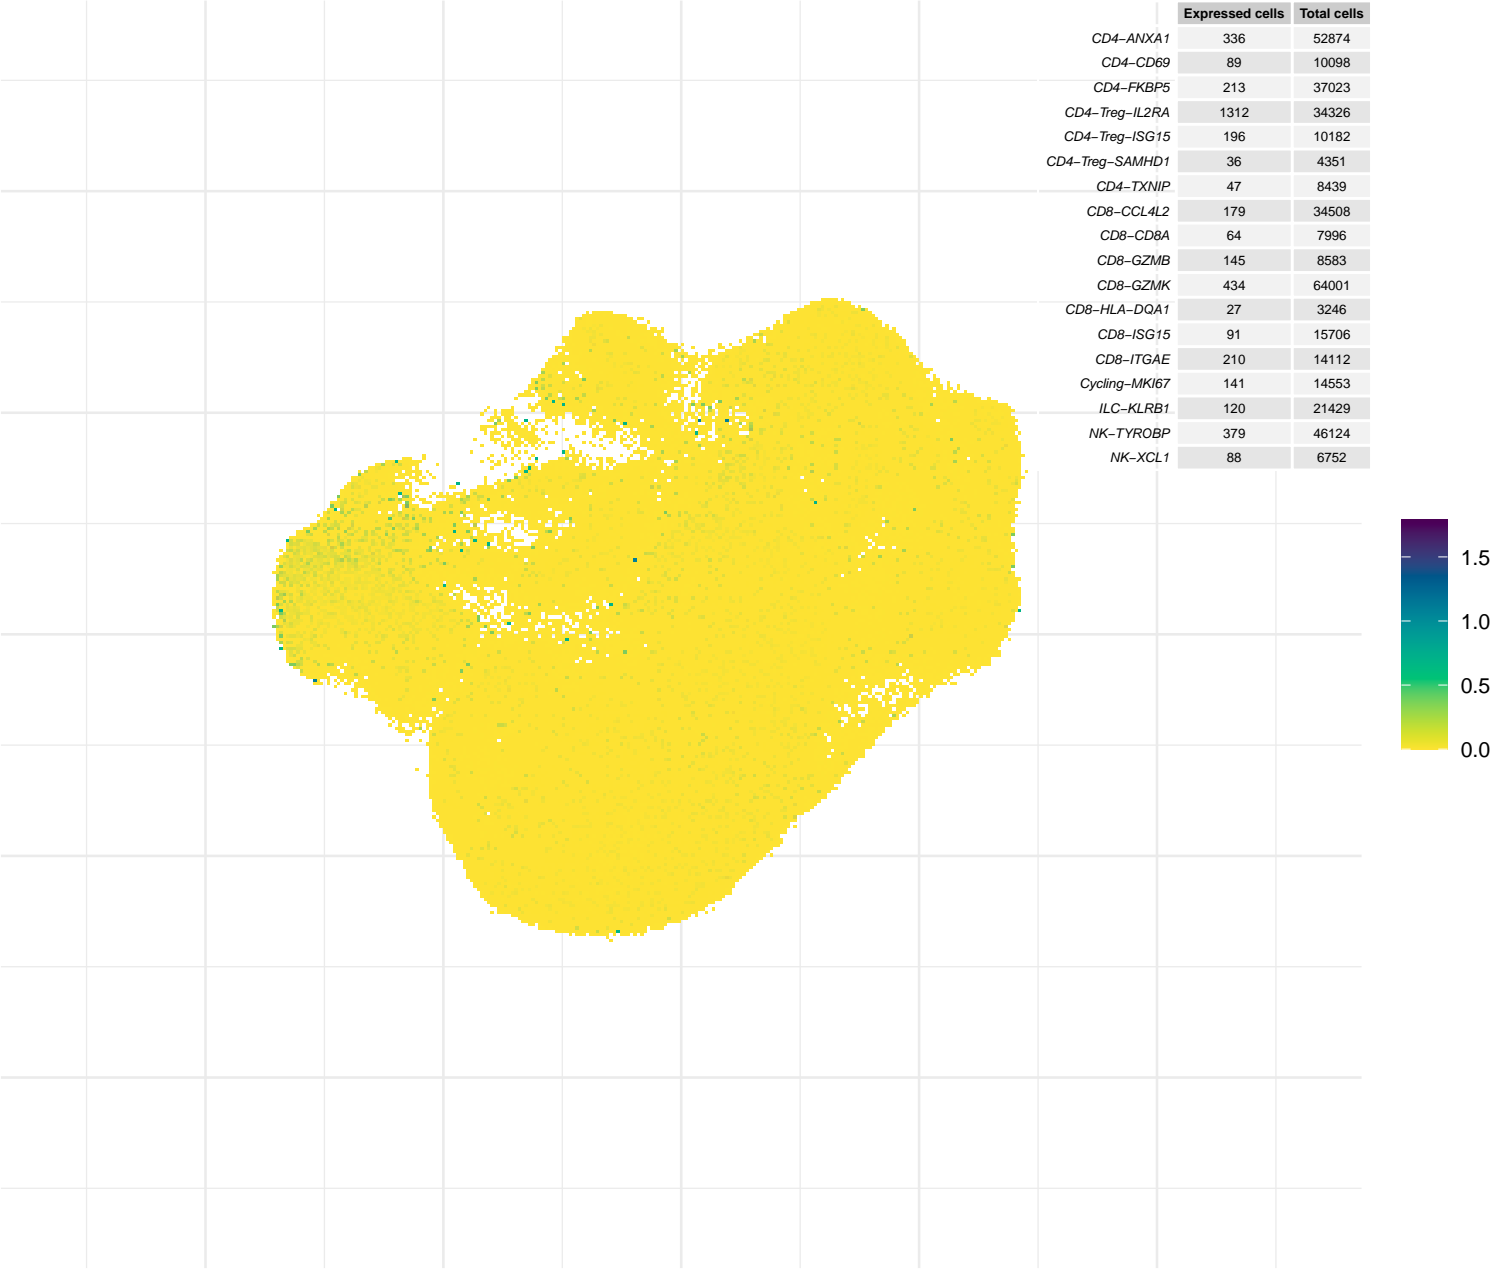 Expressed cells Total cells
CD4−ANXA1 336 52874
CD4−CD69 89 10098
CD4−FKBP5 213 37023
CD4−Treg−IL2RA 1312 34326
CD4−Treg−ISG15 196 10182
CD4−Treg−SAMHD1 36 4351
CD4−TXNIP 47 8439
CD8−CCL4L2 179 34508
CD8−CD8A 64 7996
CD8−GZMB 145 8583
CD8−GZMK 434 64001
CD8−HLA−DQA1 27 3246
CD8−ISG15 91 15706
CD8−ITGAE 210 14112
Cycling−MKI67 141 14553
ILC−KLRB1 120 21429
NK−TYROBP 379 46124
NK−XCL1 88 6752
1.5
1.0
0.5
0.0